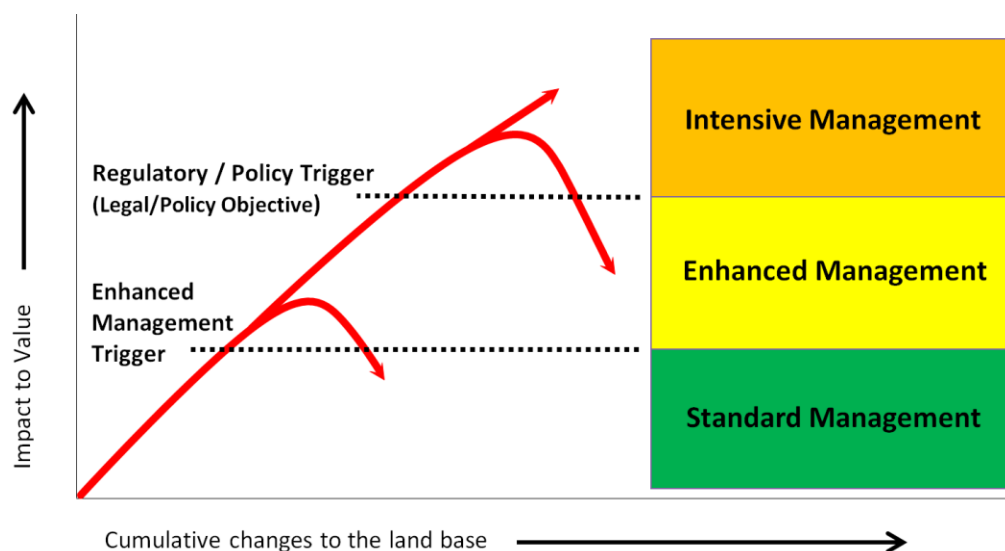 Intensive Management
Regulatory / Policy Trigger
(Legal/Policy Objective)
Enhanced Management
Enhanced
Management
Trigger
Standard Management
Impact to Value
Cumulative changes to the land base